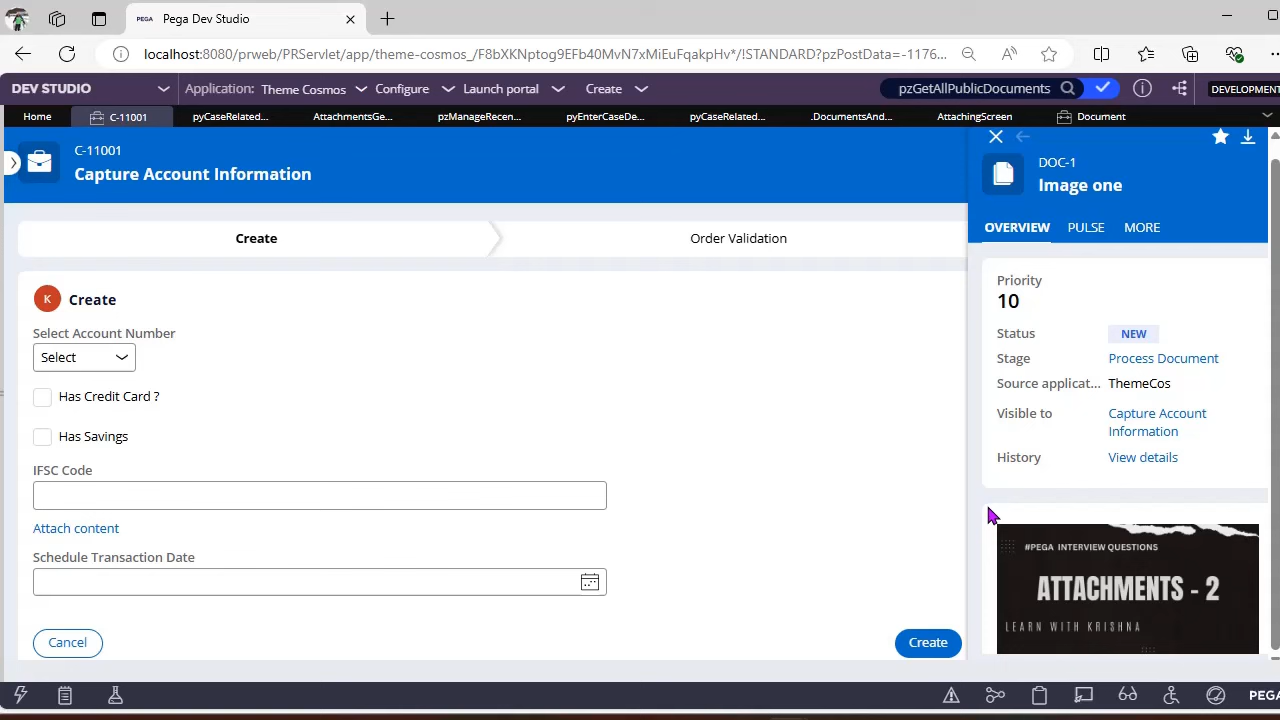 PEGA Pega Dev Studio
localhost:8080/prweb/PRServlet/app/theme-cosmos_/F8bXKNptog9EFb40MvN7xMiEuFqakpHv*/!STANDARD?pzPostData=-1176...
DEV STUDIO Application: Theme Cosmos Configure Launch portal Create pzGetAllPublicDocuments DEVELOPMENT
Home C-11001 pyCaseRelated... AttachmentsGe... pzManageRecen... pyEnterCaseDe... pyCaseRelated... .DocumentsAnd... AttachingScreen Document
C-11001
Capture Account Information
DOC-1
Image one
OVERVIEW PULSE MORE
Create Order Validation
K Create
Select Account Number
Select
Has Credit Card ?
Has Savings
IFSC Code
Attach content
Schedule Transaction Date
Cancel Create
Priority
10
Status NEW
Stage Process Document
Source applicat... ThemeCos
Visible to Capture Account
Information
History View details
#PEGA INTERVIEW QUESTIONS
ATTACHMENTS - 2
LEARN WITH KRISHNA
PEGA